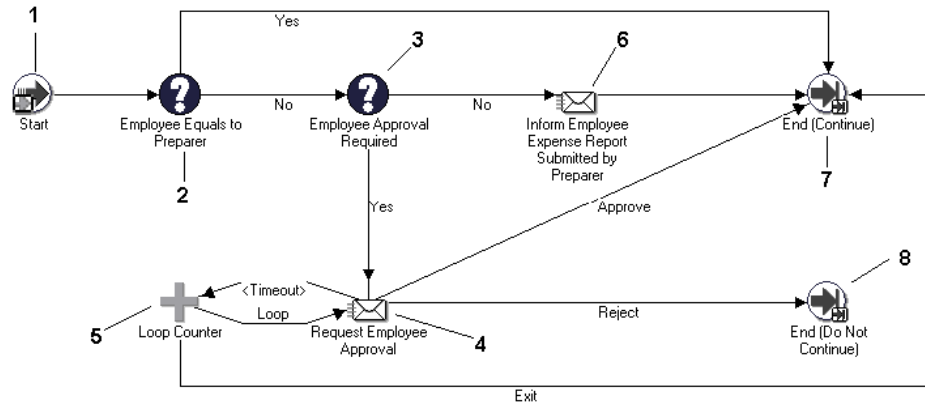 1
Yes
3
6
Start
No
No
Employee Equals to
Preparer
Employee Approval
Required
Inform Employee
Expense Report
Submitted by
Preparer
End (Continue)
2
7
Yes
Approve
8
<Timeout>
Loop
5
Loop Counter
Request Employee
Approval
4
Reject
End (Do Not
Continue)
Exit